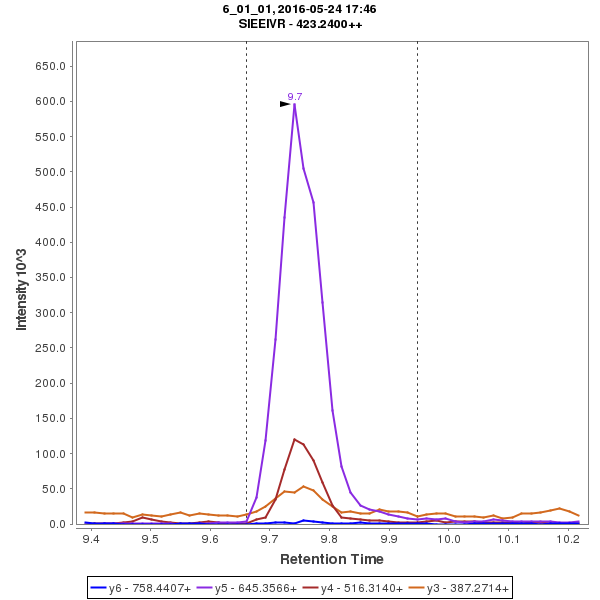 6_01_01, 2016-05-24 17:46
SIEEIVR - 423.2400++
Intensity 10^3
650.0
600.0
550.0
500.0
450.0
400.0
350.0
300.0
250.0
200.0
150.0
100.0
50.0
0.0
9.7
9.4 9.5 9.6 9.7 9.8 9.9 10.0 10.1 10.2
Retention Time
y6 - 758.4407+ y5 - 645.3566+ y4 - 516.3140+ y3 - 387.2714+